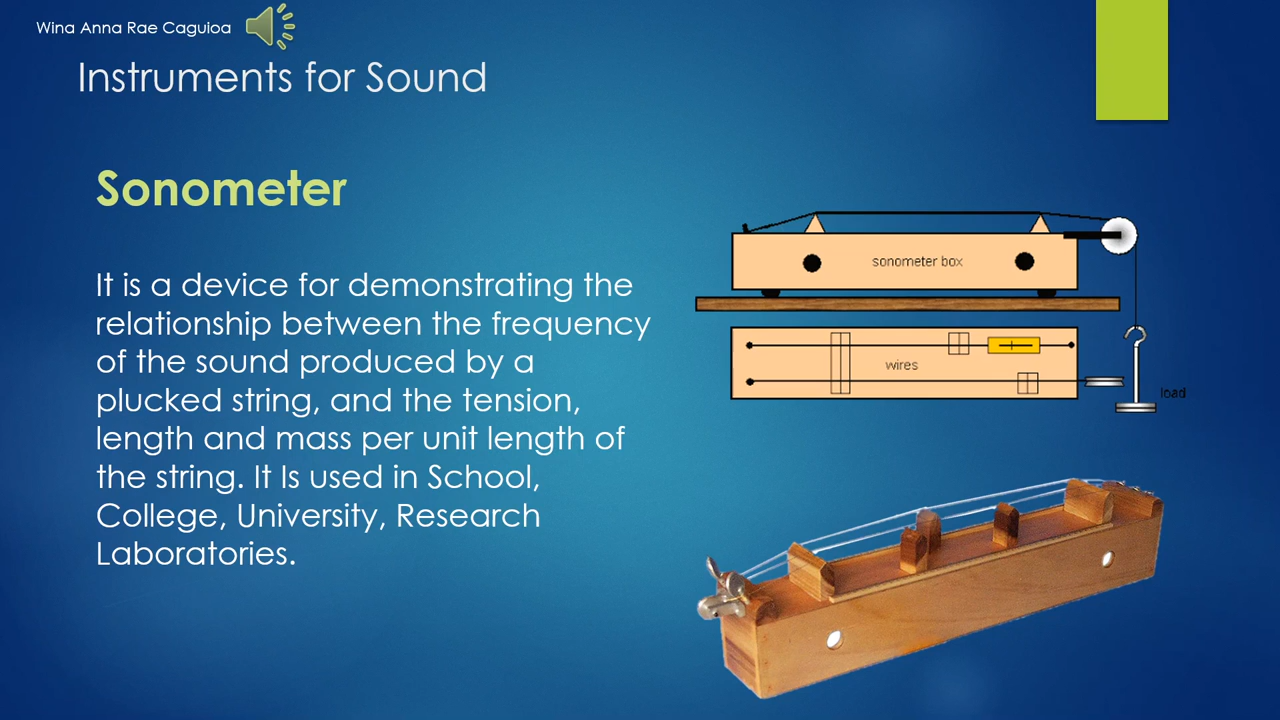 Wina Anna Rae Caguioa
Instruments for Sound
Sonometer
It is a device for demonstrating the
relationship between the frequency
of the sound produced by a
plucked string, and the tension,
length and mass per unit length of
the string. It Is used in School,
College, University, Research
Laboratories.
sonometer box
wires
load